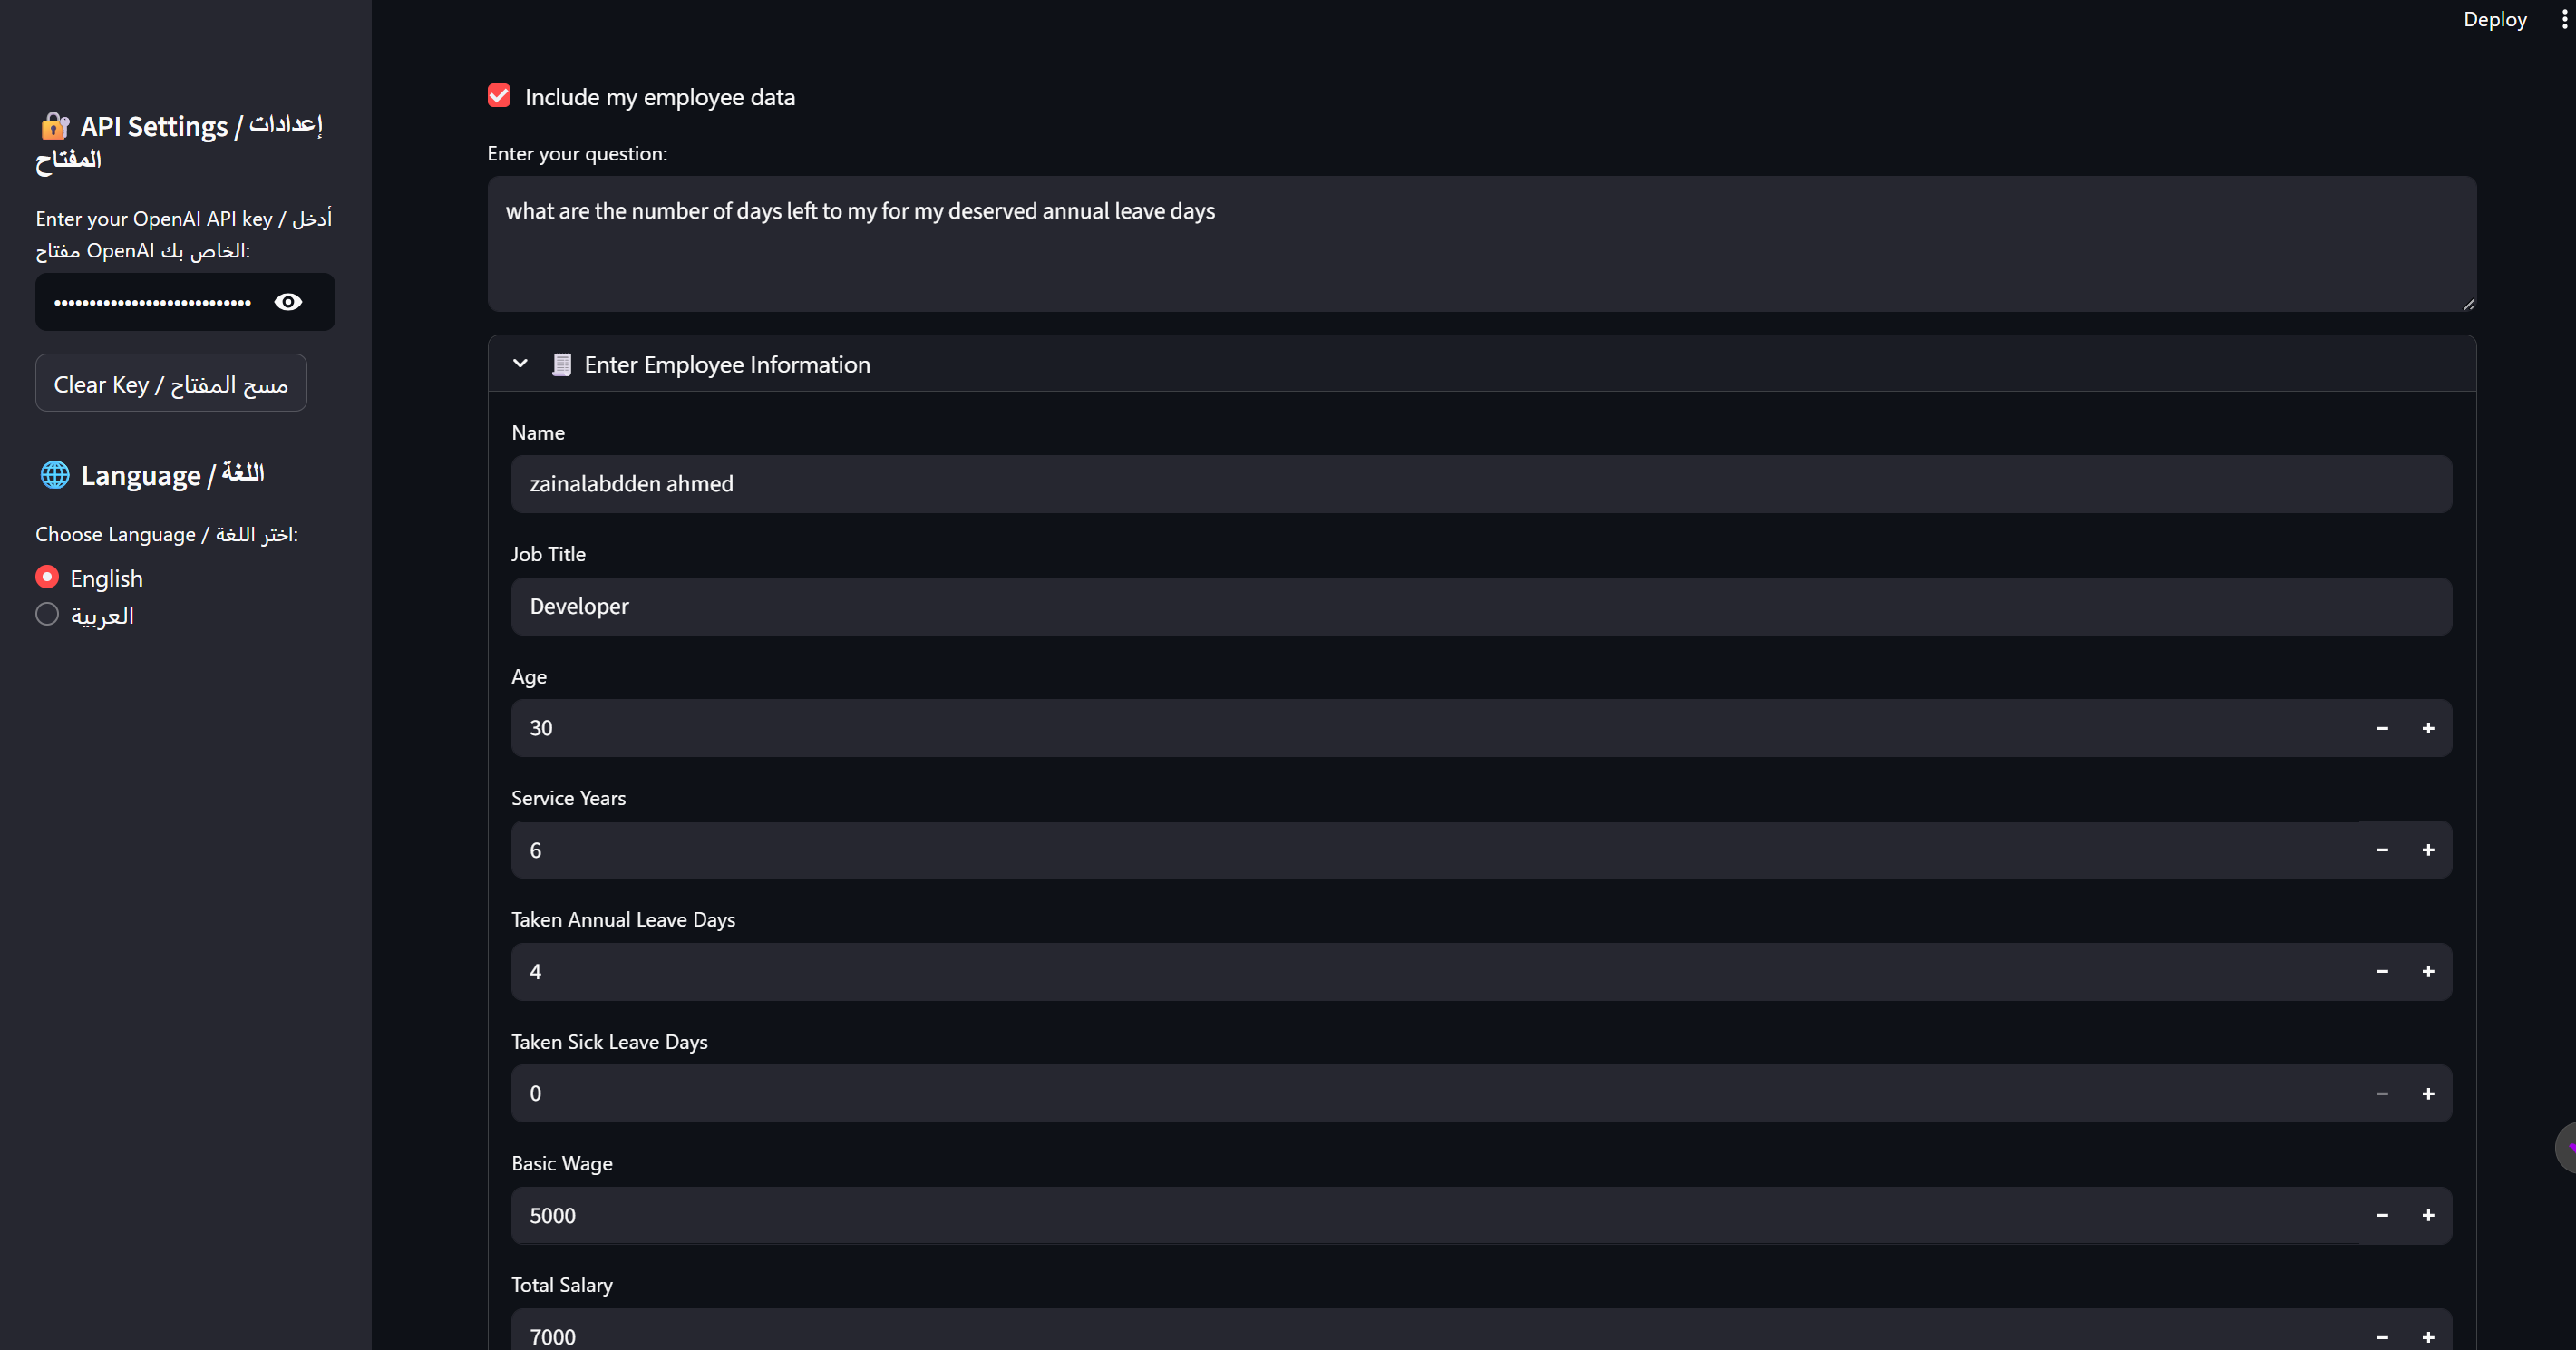 Deploy
🔐 API Settings / إعدادات
المفتاح
Enter your OpenAI API key / أدخل
مفتاح OpenAI الخاص بك:
Clear Key / مسح المفتاح
🌐 Language / اللغة
Choose Language / اختر اللغة:
English
العربية
Include my employee data
Enter your question:
what are the number of days left to my for my deserved annual leave days
🧾 Enter Employee Information
Name
zainalabdden ahmed
Job Title
Developer
Age
30
Service Years
6
Taken Annual Leave Days
4
Taken Sick Leave Days
0
Basic Wage
5000
Total Salary
7000